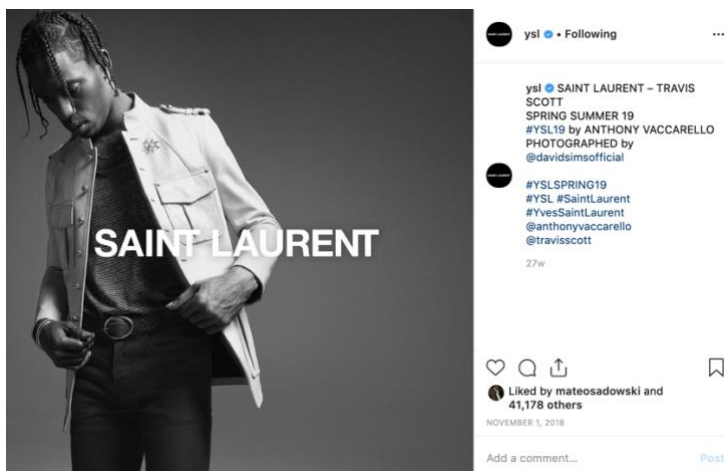 SAINT LAURENT
ysl • Following
ysl SAINT LAURENT – TRAVIS
SCOTT
SPRING SUMMER 19
#YSL19 by ANTHONY VACCARELLO
PHOTOGRAPHED by
@davidsimsofficial
#YSLSPRING19
#YSL #SaintLaurent
#YvesSaintLaurent
@anthonyvaccarello
@travisscott
27w
Liked by mateosadowski and
41,178 others
NOVEMBER 1, 2018
Add a comment...
Post